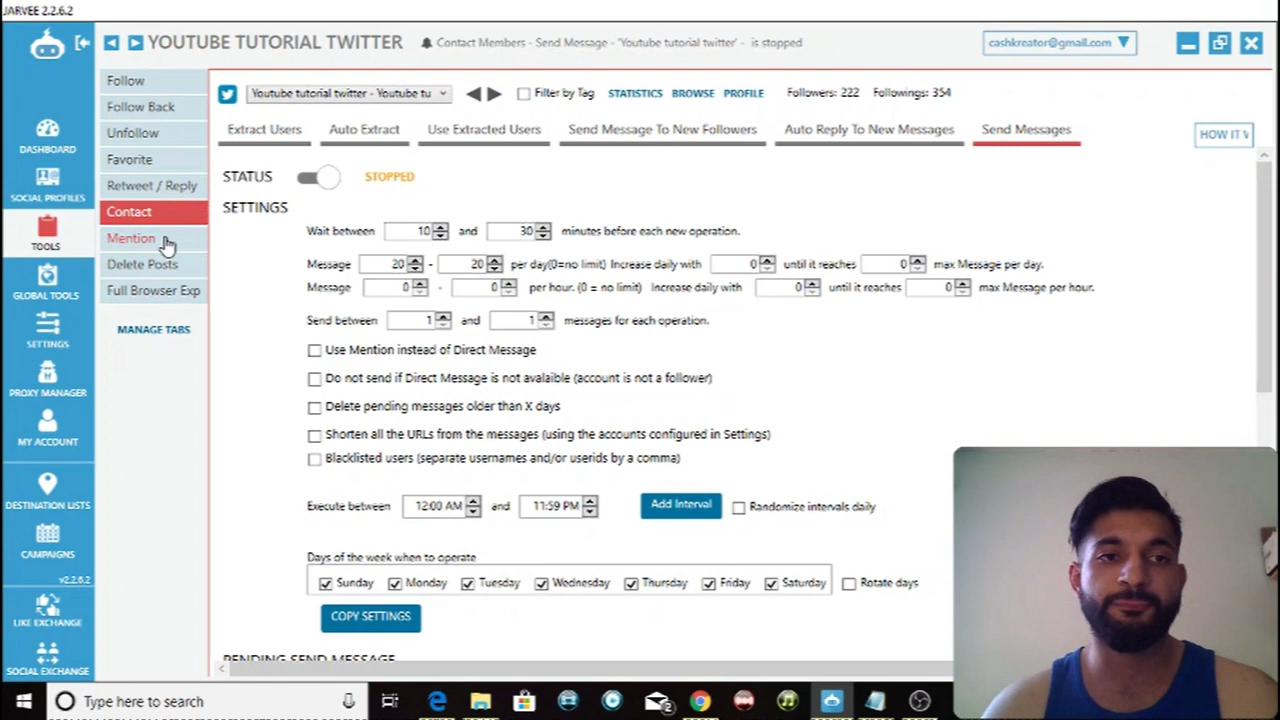 JARVEE 2.2.6.2
YOUTUBE TUTORIAL TWITTER
Contact Members - Send Message - 'Youtube tutorial twitter' - is stopped
cashkreator@gmail.com
Follow
Follow Back
Unfollow
Favorite
Retweet / Reply
Contact
Mention
Delete Posts
Full Browser Exp
MANAGE TABS
DASHBOARD
SOCIAL PROFILES
TOOLS
GLOBAL TOOLS
SETTINGS
PROXY MANAGER
MY ACCOUNT
DESTINATION LISTS
CAMPAIGNS
v2.2.6.2
LIKE EXCHANGE
SOCIAL EXCHANGE
Youtube tutorial twitter - Youtube tu
Filter by Tag STATISTICS BROWSE PROFILE Followers: 222 Followings: 354
Extract Users Auto Extract Use Extracted Users Send Message To New Followers Auto Reply To New Messages Send Messages
HOW IT
STATUS STOPPED
SETTINGS
Wait between 10 and 30 minutes before each new operation.
Message 20 - 20 per day(0=no limit) Increase daily with 0 until it reaches 0 max Message per day.
Message 0 - 0 per hour. (0 = no limit) Increase daily with 0 until it reaches 0 max Message per hour.
Send between 1 and 1 messages for each operation.
Use Mention instead of Direct Message
Do not send if Direct Message is not avalaible (account is not a follower)
Delete pending messages older than X days
Shorten all the URLs from the messages (using the accounts configured in Settings)
Blacklisted users (separate usernames and/or userids by a comma)
Execute between 12:00 AM and 11:59 PM Add Interval Randomize intervals daily
Days of the week when to operate
Sunday Monday Tuesday Wednesday Thursday Friday Saturday Rotate days
COPY SETTINGS
PENDING SEND MESSAGE
Type here to search
2